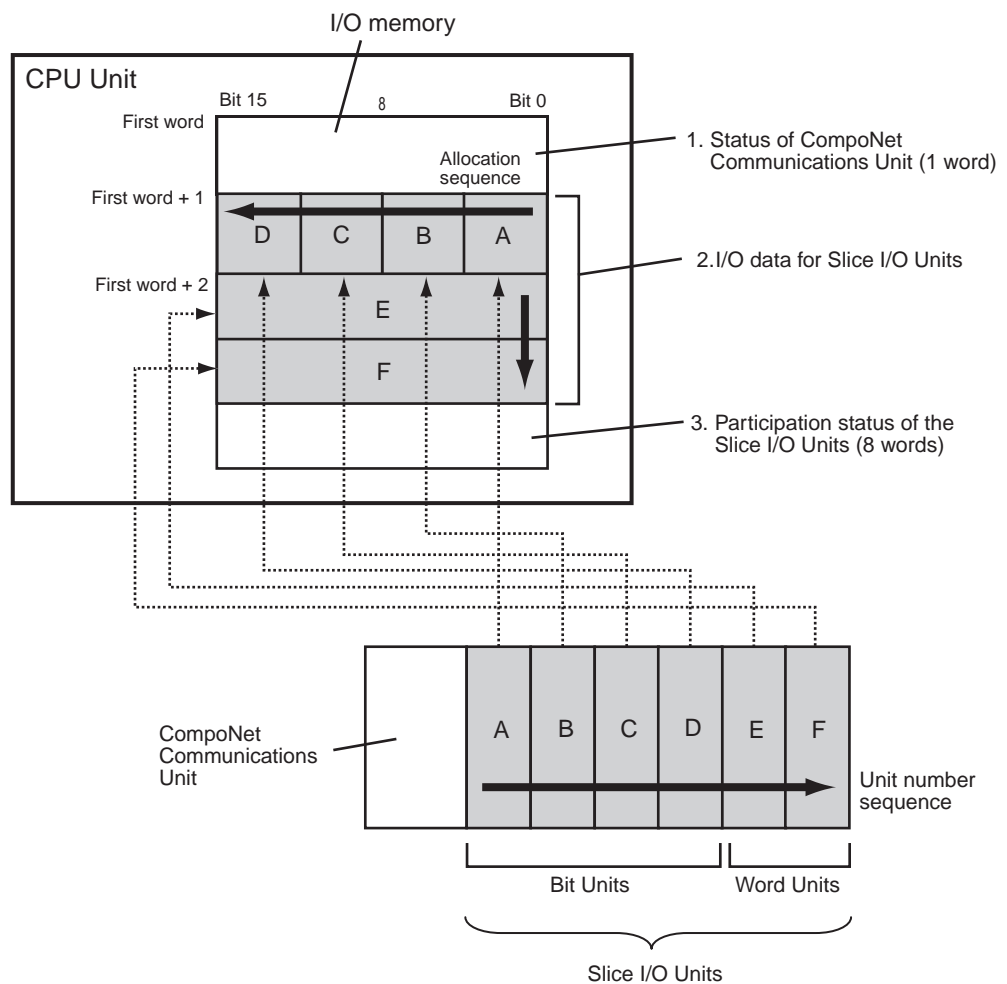 I/O memory
CPU Unit
Bit 15
8
Bit 0
First word
Allocation
sequence
1. Status of CompoNet
Communications Unit (1 word)
First word + 1
D
C
B
A
2.I/O data for Slice I/O Units
First word + 2
E
F
3. Participation status of the
Slice I/O Units (8 words)
CompoNet
Communications
Unit
A
B
C
D
E
F
Unit number
sequence
Bit Units
Word Units
Slice I/O Units